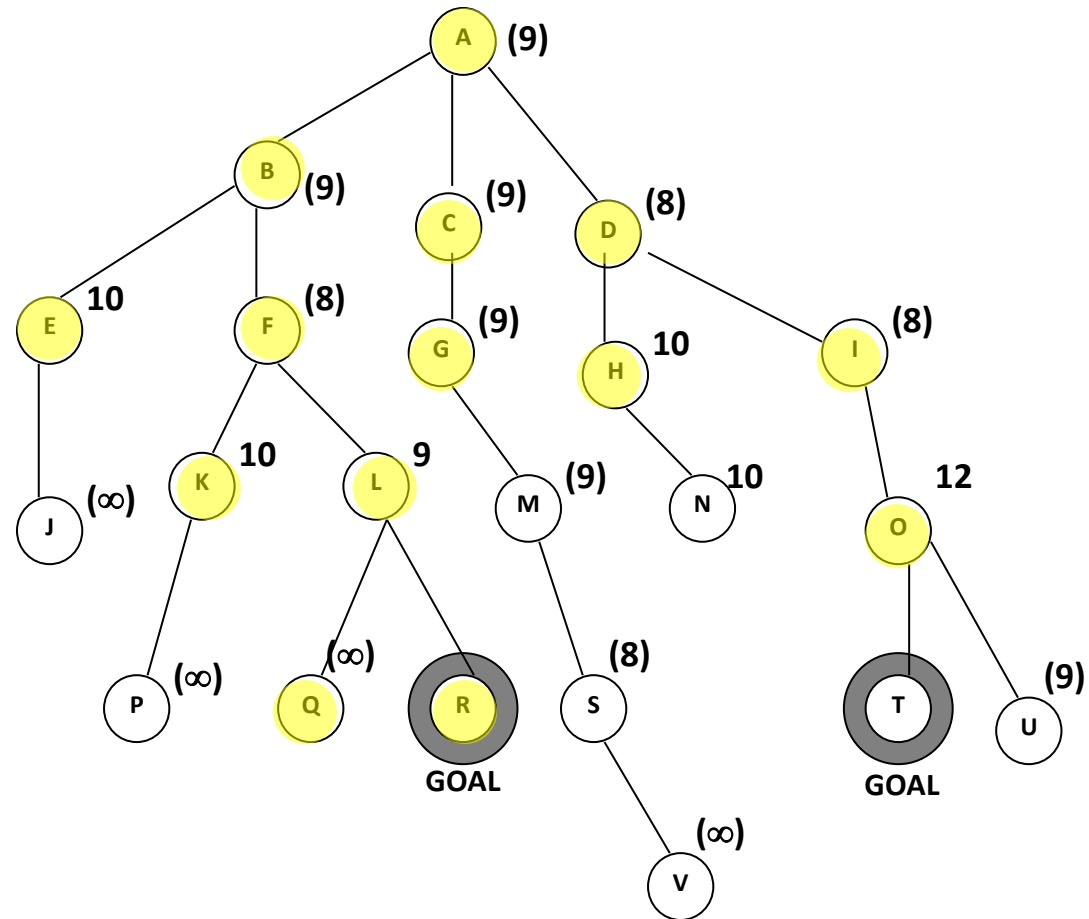 A (9)
B (9)
C (9)
D (8)
E 10
F (8)
G (9)
H 10
I (8)
J (∞)
K 10
L 9
M (9)
N 10
O 12
P (∞)
Q (∞)
R
GOAL
S (8)
T
GOAL
U (9)
V (∞)